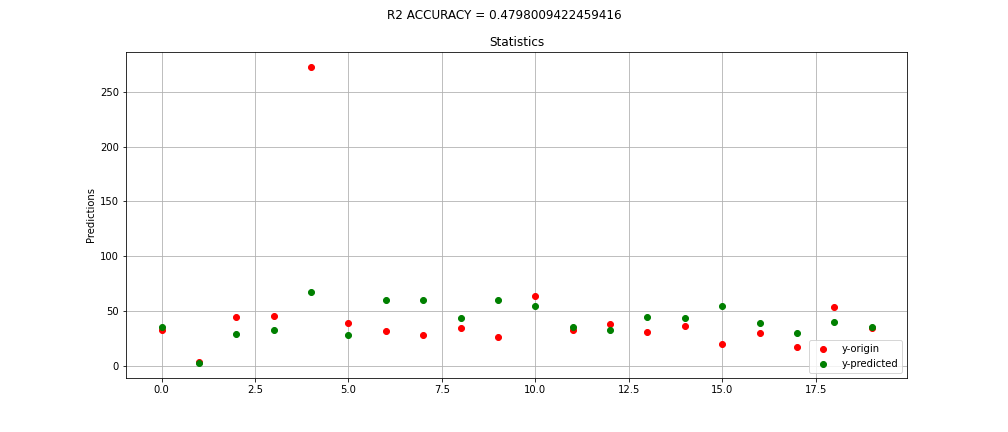 R2 ACCURACY = 0.4798009422459416
Statistics
250
200
150
100
50
0
Predictions
0.0 2.5 5.0 7.5 10.0 12.5 15.0 17.5
y-origin
y-predicted